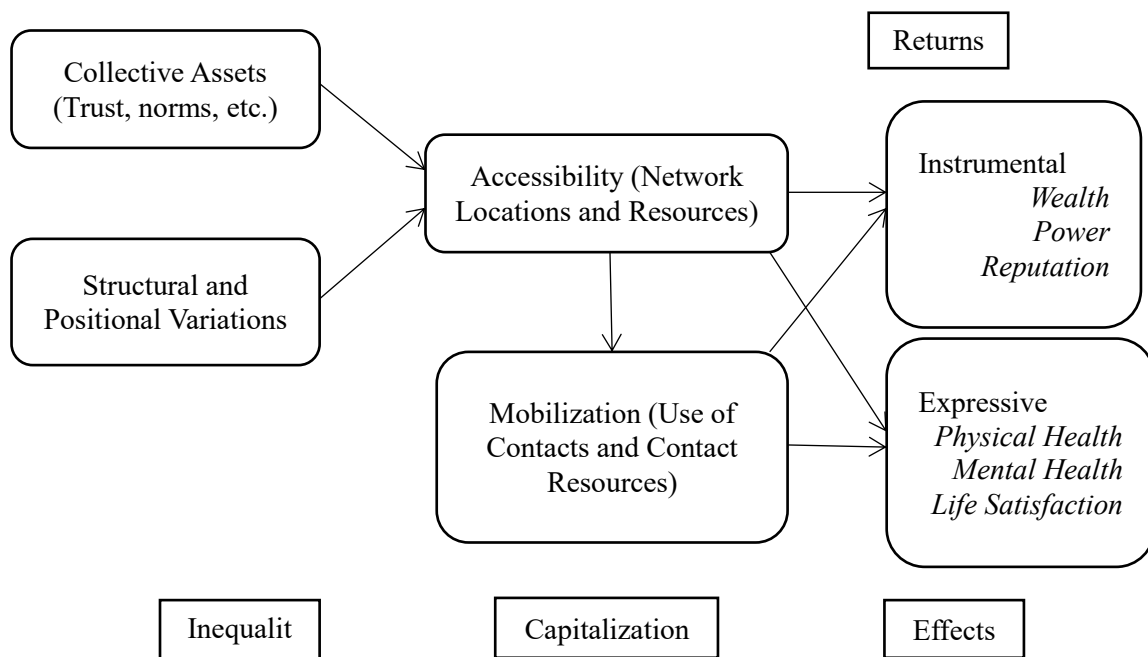 Returns
Collective Assets
(Trust, norms, etc.)
Accessibility (Network
Locations and Resources)
Instrumental
Wealth
Power
Reputation
Structural and
Positional Variations
Mobilization (Use of
Contacts and Contact
Resources)
Expressive
Physical Health
Mental Health
Life Satisfaction
Inequalit
Capitalization
Effects